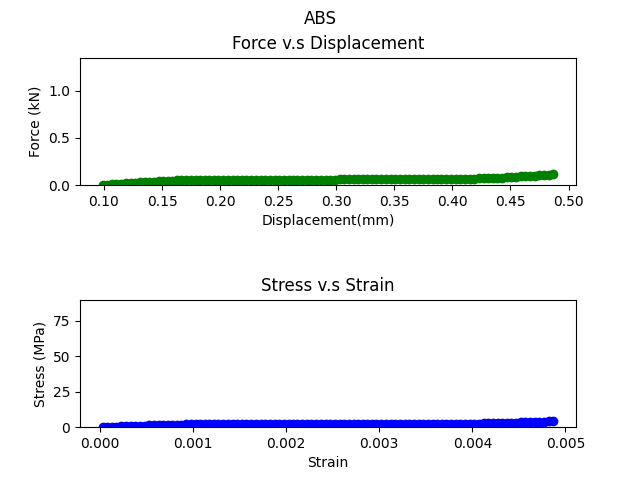 ABS
Force v.s Displacement
Force (kN)
1.0
0.5
0.0
0.10 0.15 0.20 0.25 0.30 0.35 0.40 0.45 0.50
Displacement(mm)
Stress v.s Strain
Stress (MPa)
75
50
25
0
0.000 0.001 0.002 0.003 0.004 0.005
Strain